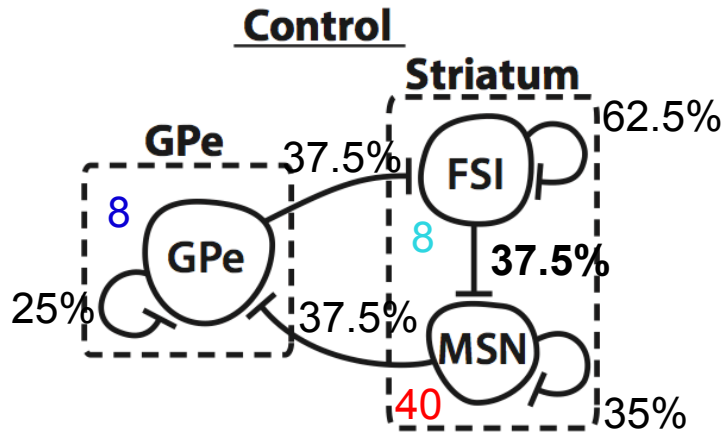 Control
Striatum
GPe
37.5%
62.5%
FSI
8
8
GPe
37.5%
25%
37.5%
MSN
40
35%